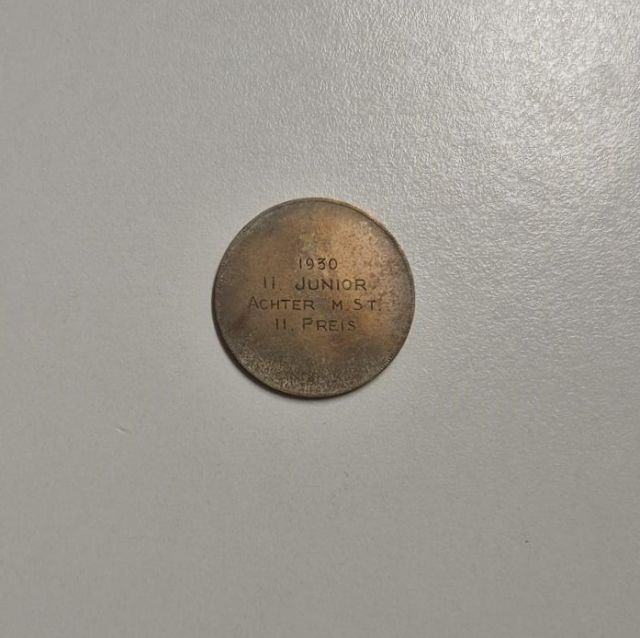 1930
II. JUNIOR
ACHTER M. ST.
II. PREIS